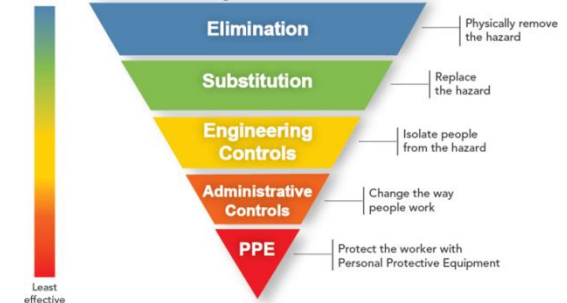 Elimination
Physically remove
the hazard
Substitution
Replace
the hazard
Engineering
Controls
Isolate people
from the hazard
Administrative
Controls
Change the way
people work
PPE
Protect the worker with
Personal Protective Equipment
Least
effective